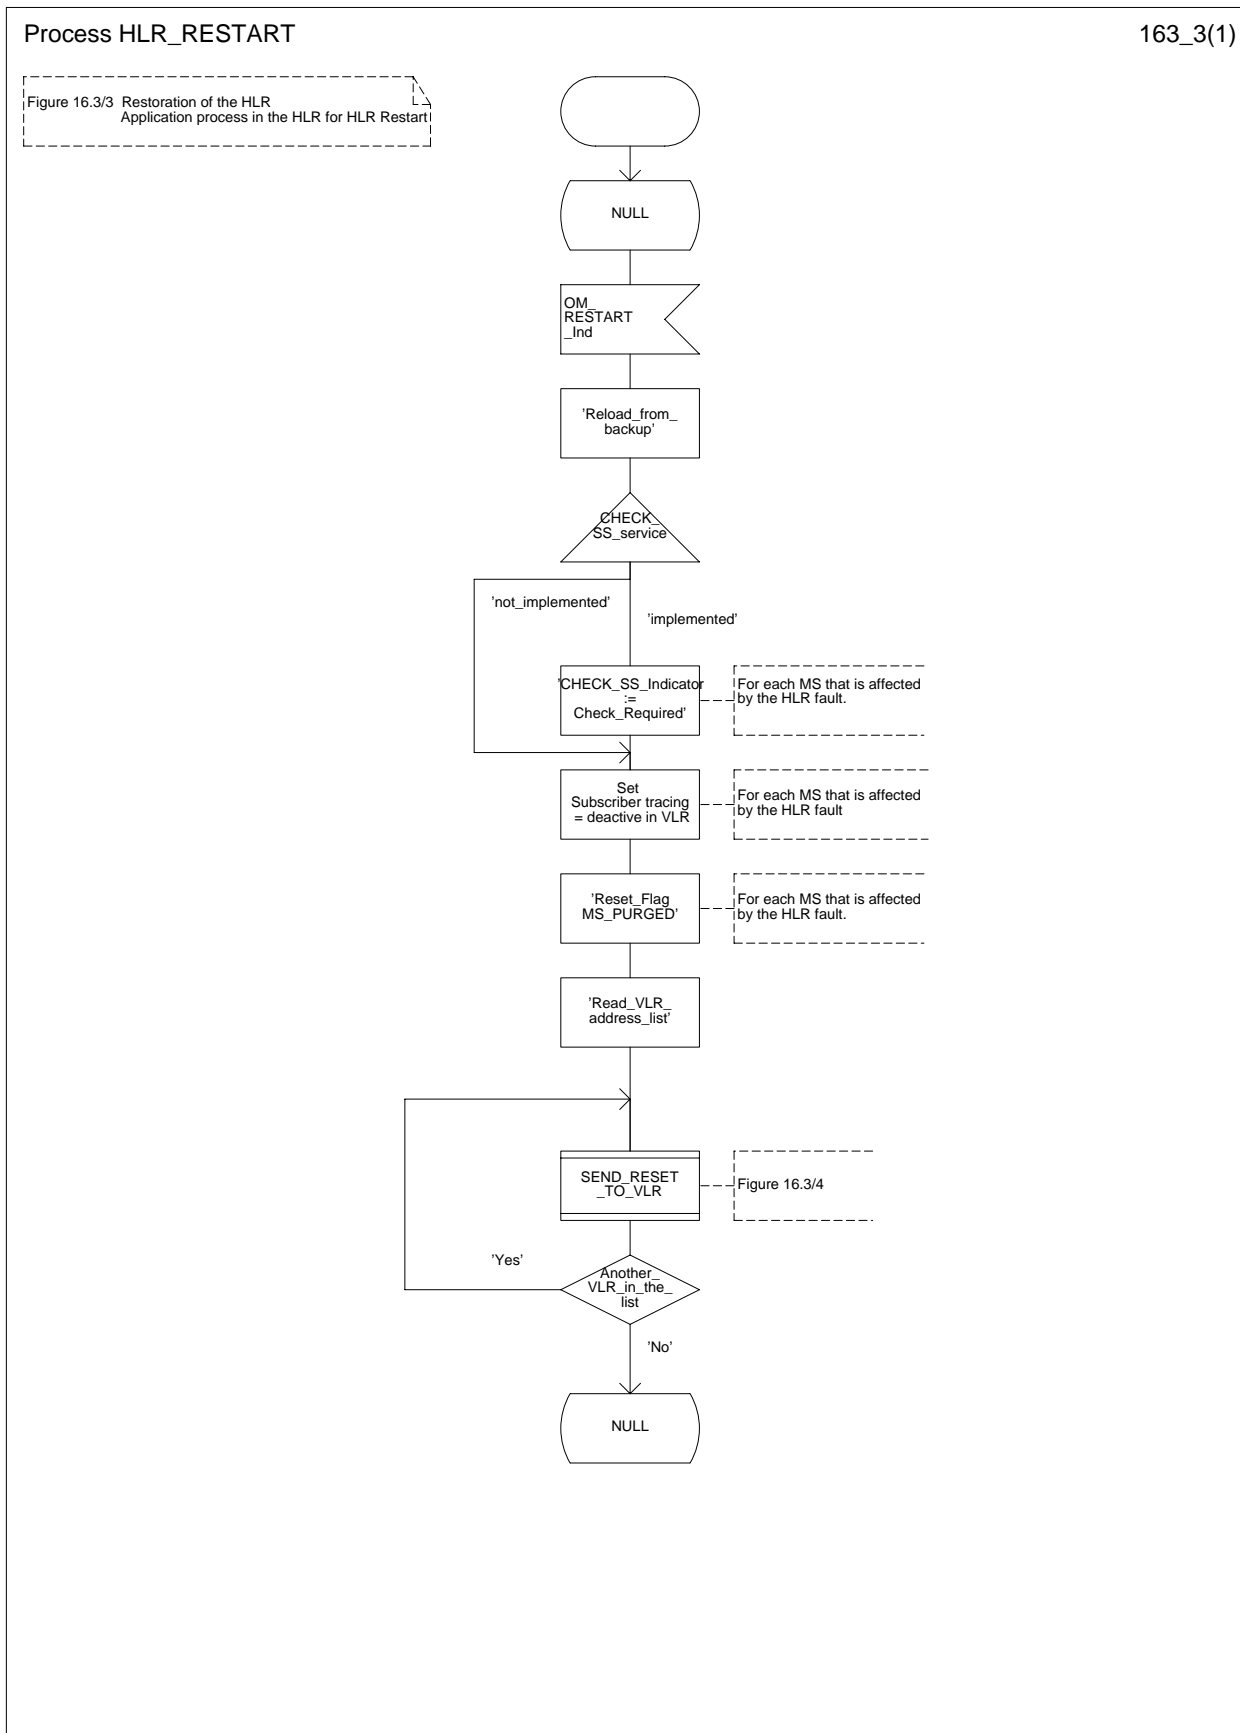 Process HLR_RESTART
163_3(1)
Figure 16.3/3 Restoration of the HLR
Application process in the HLR for HLR Restart
NULL
OM_
RESTART
_Ind
'Reload_from_
backup'
CHECK_
SS_service
'not_implemented'
'implemented'
'CHECK_SS_Indicator
:=
Check_Required'
For each MS that is affected
by the HLR fault.
Set
Subscriber tracing
= deactive in VLR
For each MS that is affected
by the HLR fault
'Reset_Flag
MS_PURGED'
For each MS that is affected
by the HLR fault.
'Read_VLR_
address_list'
SEND_RESET
_TO_VLR
Figure 16.3/4
'Yes'
Another_
VLR_in_the_
list
'No'
NULL